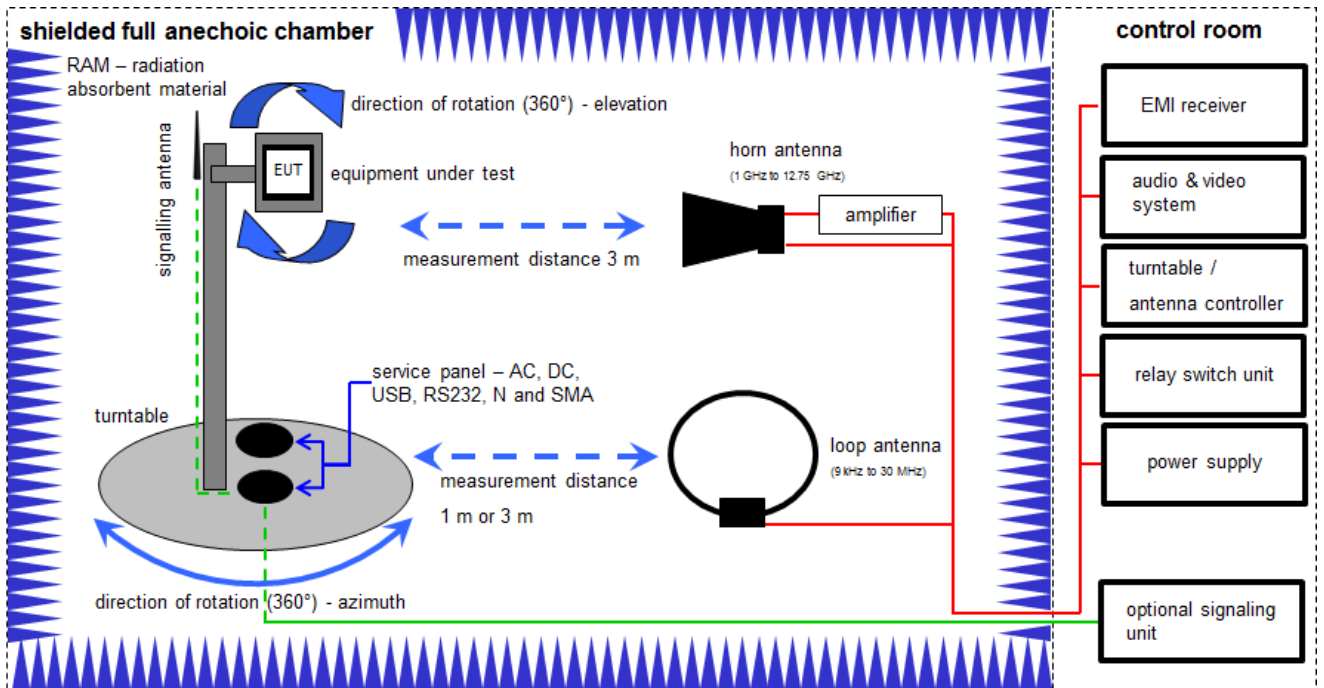 shielded full anechoic chamber
RAM – radiation
absorbent material
signalling antenna
direction of rotation (360°) - elevation
EUT
equipment under test
horn antenna
(1 GHz to 12.75 GHz)
amplifier
measurement distance 3 m
service panel – AC, DC,
USB, RS232, N and SMA
turntable
loop antenna
(9 kHz to 30 MHz)
measurement distance
1 m or 3 m
direction of rotation (360°) - azimuth
control room
EMI receiver
audio & video
system
turntable /
antenna controller
relay switch unit
power supply
optional signaling
unit